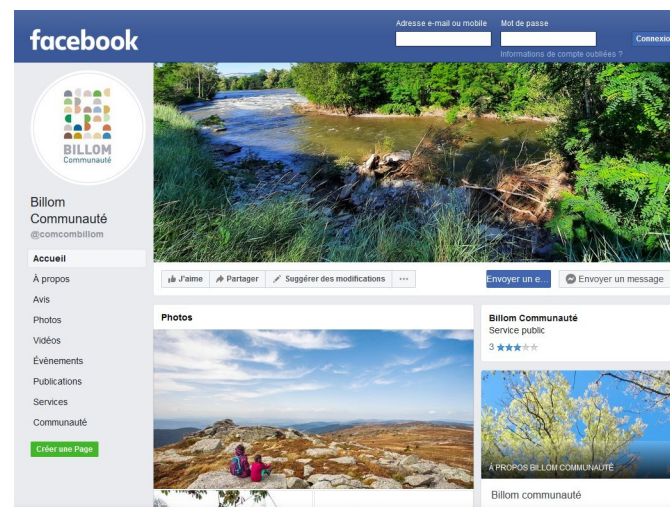 facebook
Adresse e-mail ou mobile
Mot de passe
Connexio
Informations de compte oubliées ?
BILLOM
Communauté
Billom
Communauté
@comcombillom
Accueil
À propos
Avis
Photos
Vidéos
Évènements
Publications
Services
Communauté
Créer une Page
J'aime
Partager
Suggérer des modifications
Envoyer un e...
Envoyer un message
Photos
Billom Communauté
Service public
3
À PROPOS BILLOM COMMUNAUTÉ
Billom communauté